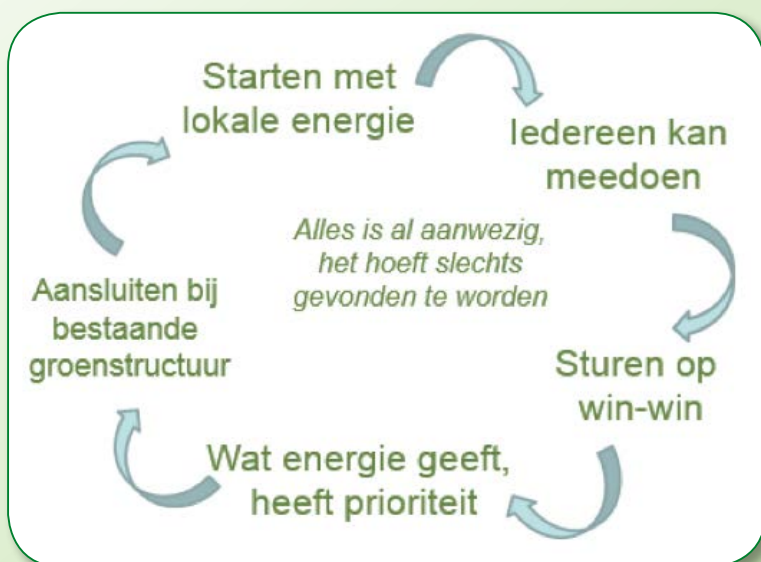 Starten met
lokale energie
Iedereen kan
meedoen
Alles is al aanwezig,
het hoeft slechts
gevonden te worden
Sturen op
win-win
Wat energie geeft,
heeft prioriteit
Aansluiten bij
bestaande
groenstructuur